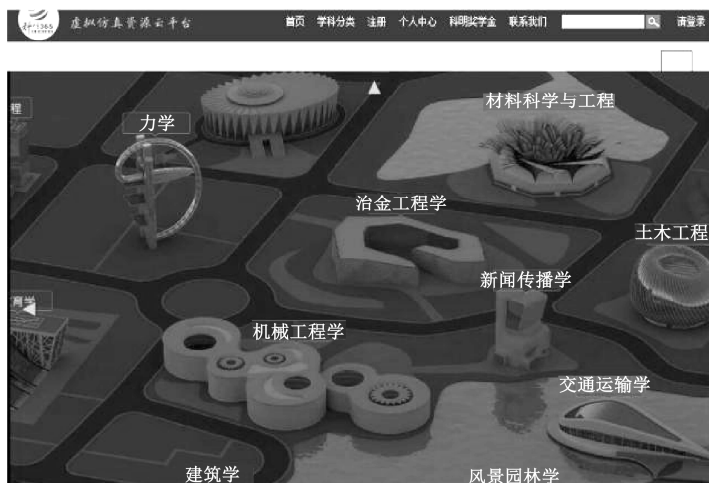 虚拟仿真资源云平台
首页 学科分类 注册 个人中心 科明奖学金 联系我们 请登录
材料科学与工程
程
力学
冶金工程学
土木工程
新闻传播学
育学
机械工程学
交通运输学
建筑学
风景园林学